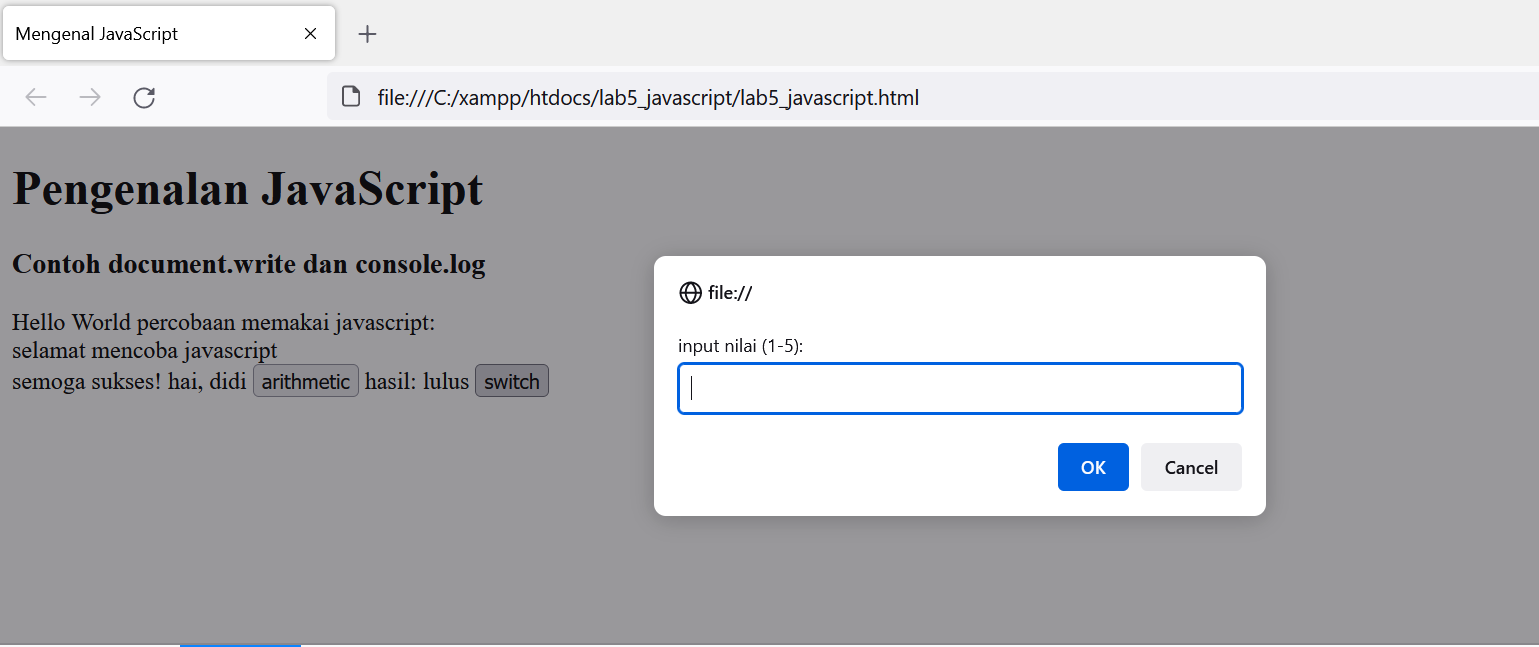 Mengenal JavaScript
file:///C:/xampp/htdocs/lab5_javascript/lab5_javascript.html
Pengenalan JavaScript
Contoh document.write dan console.log
Hello World percobaan memakai javascript:
selamat mencoba javascript
semoga sukses! hai, didi arithmetic hasil: lulus switch
file://
input nilai (1-5):
OK Cancel